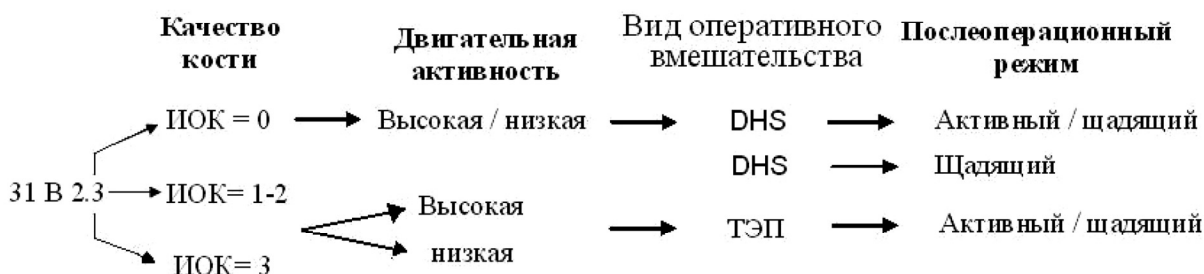 Качество
кости
Двигательная
активность
Вид оперативного
вмешательства
Послеоперационный
режим
ИОК = 0
Высокая / низкая
DHS
Активный / щадящий
DHS
Щадящий
31 В 2.3
ИОК= 1-2
Высокая
низкая
ТЭП
Активный / щадящий
ИОК= 3